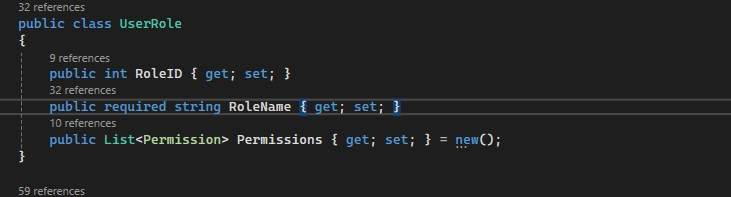 32 references
public class UserRole
{
9 references
public int RoleID { get; set; }
32 references
public required string RoleName { get; set; }
10 references
public List<Permission> Permissions { get; set; } = new();
}
59 references